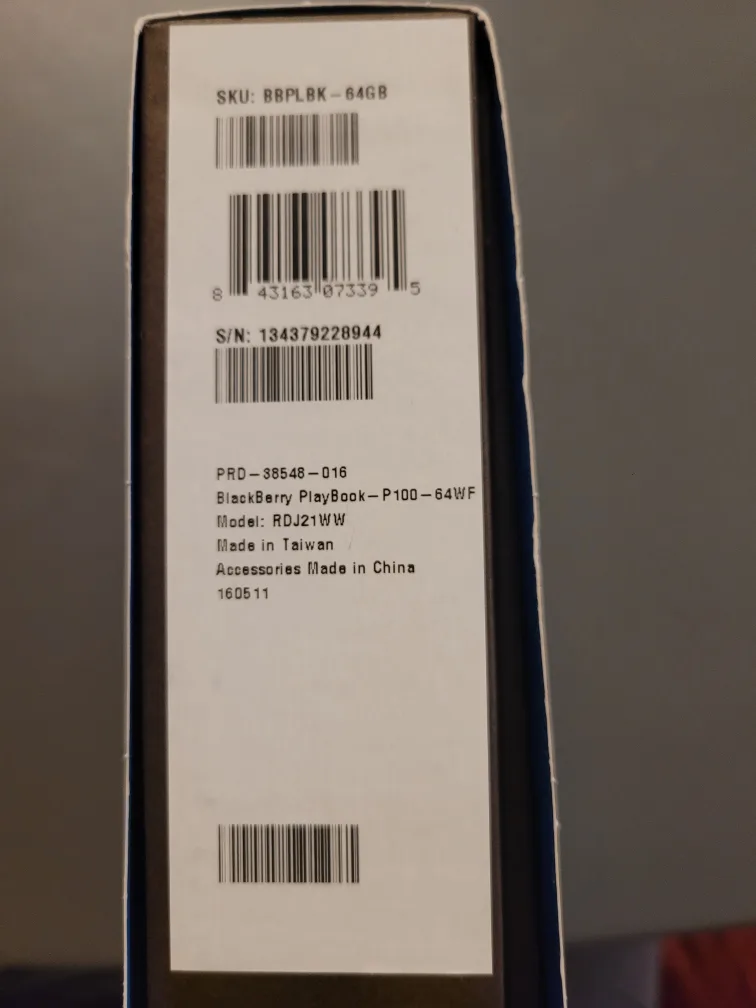 SKU: BBPLBK-64GB
8 43163 07339 5
S/N: 134379228944
PRD-38548-016
BlackBerry PlayBook-P100-64WF
Model: RDJ21WW
Made in Taiwan
Accessories Made in China
160511